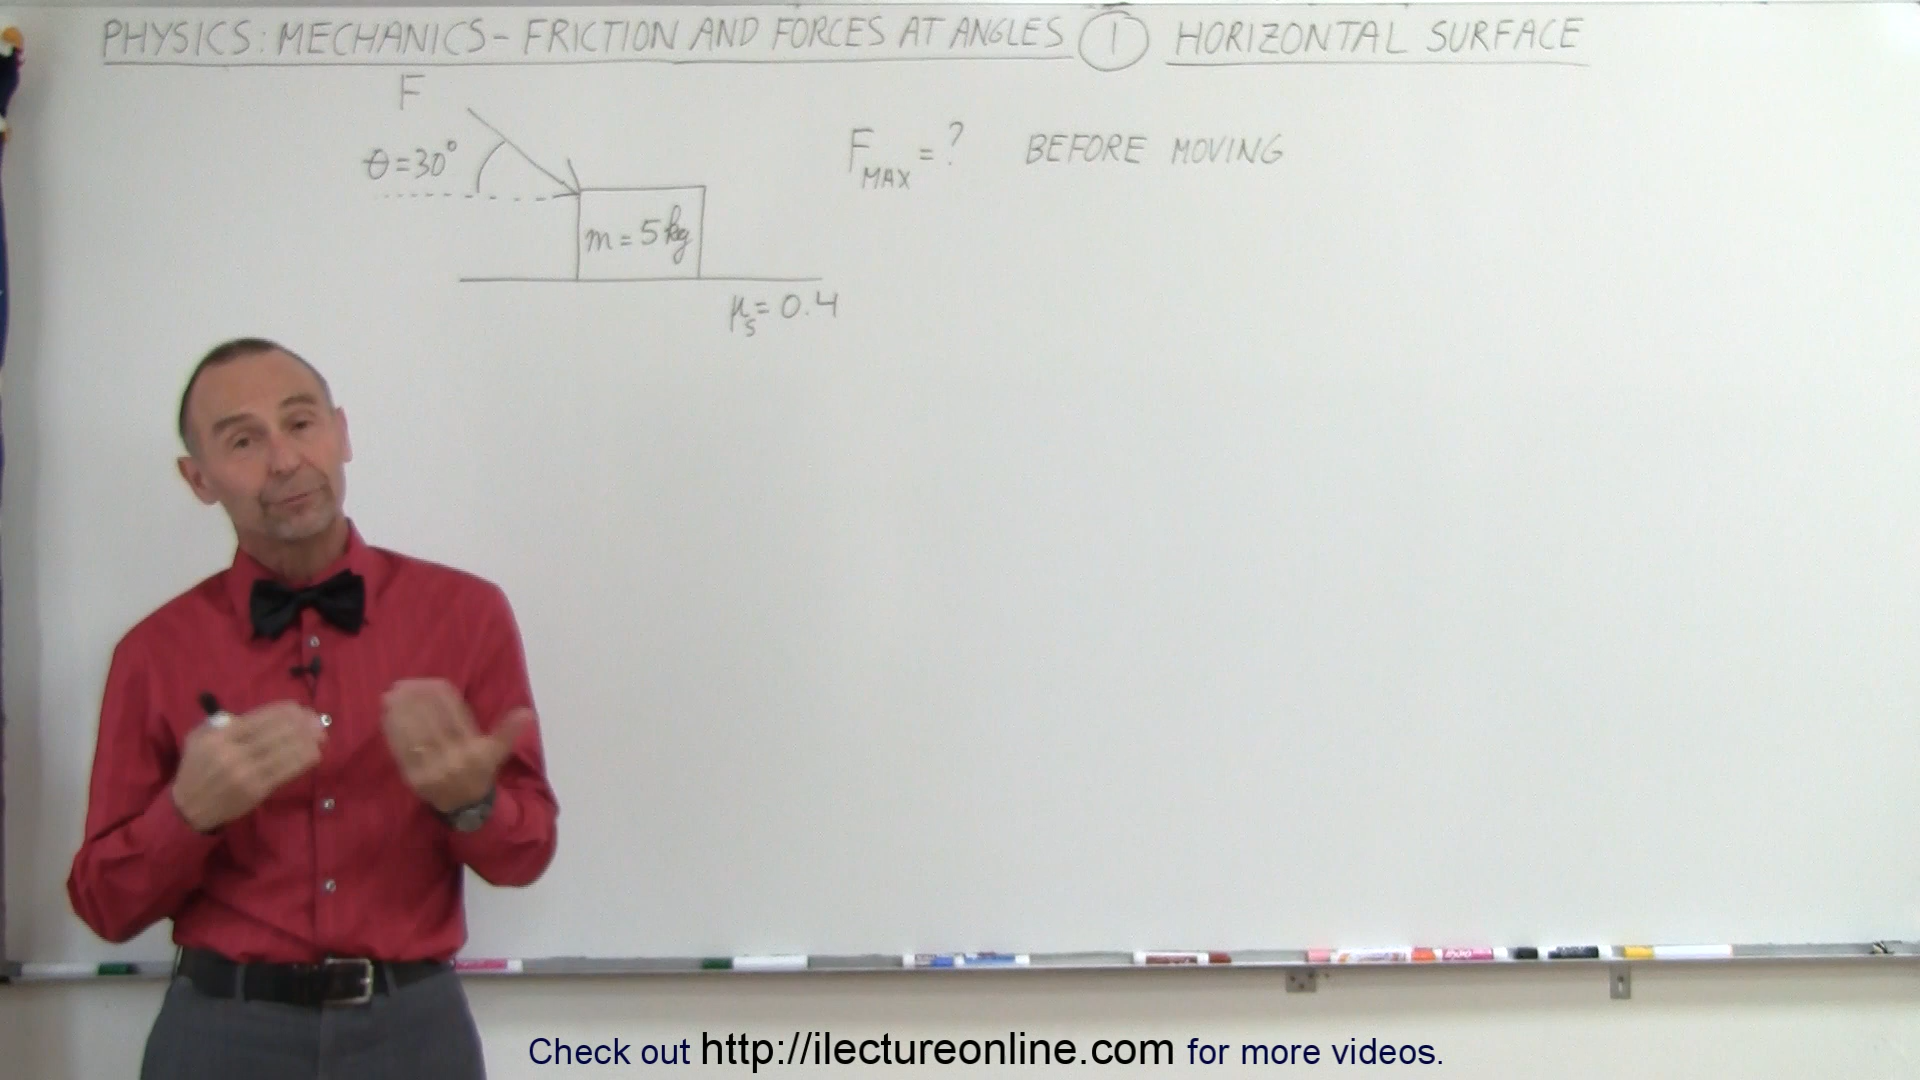 PHYSICS: MECHANICS - FRICTION AND FORCES AT ANGLES ① HORIZONTAL SURFACE
F
θ = 30°
F MAX = ? BEFORE MOVING
m = 5 kg
μs = 0.4
Check out http://ilectureonline.com for more videos.